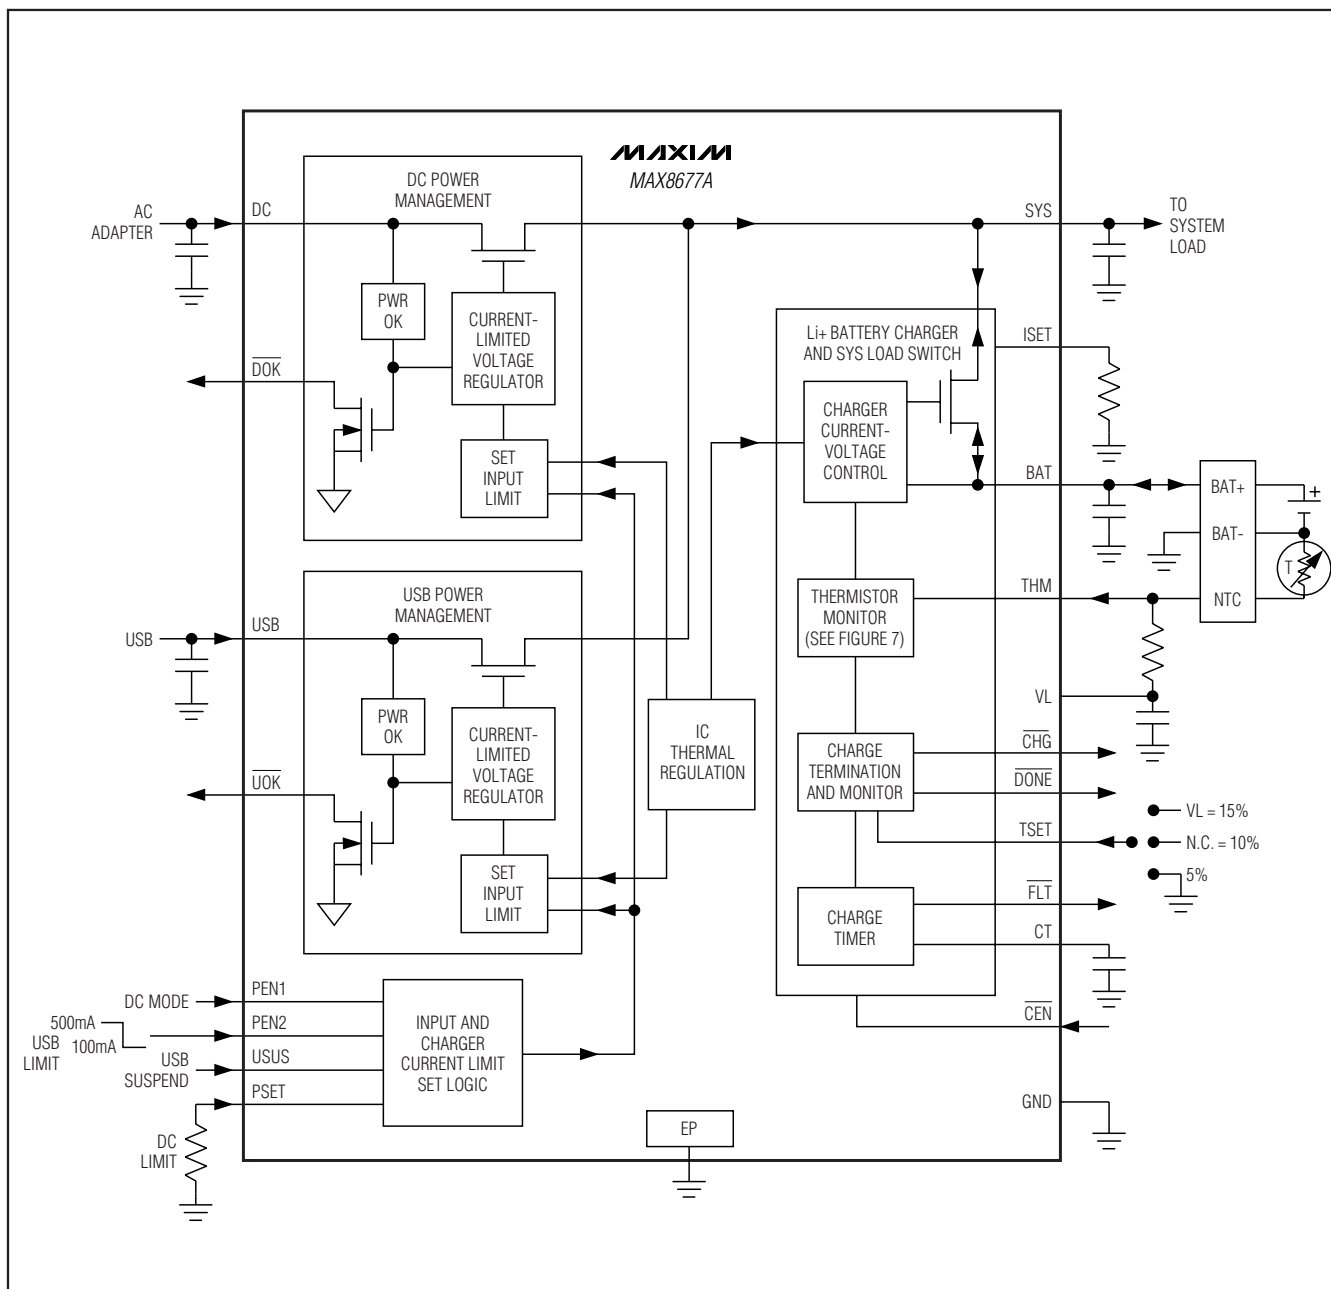 MAXIM
MAX8677A
DC POWER
MANAGEMENT
AC
ADAPTER
DC
SYS
TO
SYSTEM
LOAD
PWR
OK
CURRENT-
LIMITED
VOLTAGE
REGULATOR
DOK
SET
INPUT
LIMIT
Li+ BATTERY CHARGER
AND SYS LOAD SWITCH
ISET
CHARGER
CURRENT-
VOLTAGE
CONTROL
BAT
BAT+
BAT-
NTC
+
T
USB POWER
MANAGEMENT
USB
USB
PWR
OK
CURRENT-
LIMITED
VOLTAGE
REGULATOR
UOK
SET
INPUT
LIMIT
IC
THERMAL
REGULATION
THERMISTOR
MONITOR
(SEE FIGURE 7)
THM
VL
CHARGE
TERMINATION
AND MONITOR
CHG
DONE
TSET
VL = 15%
N.C. = 10%
5%
CHARGE
TIMER
FLT
CT
CEN
DC MODE
PEN1
500mA
100mA
USB
LIMIT
PEN2
USB
SUSPEND
USUS
PSET
DC
LIMIT
INPUT AND
CHARGER
CURRENT LIMIT
SET LOGIC
EP
GND